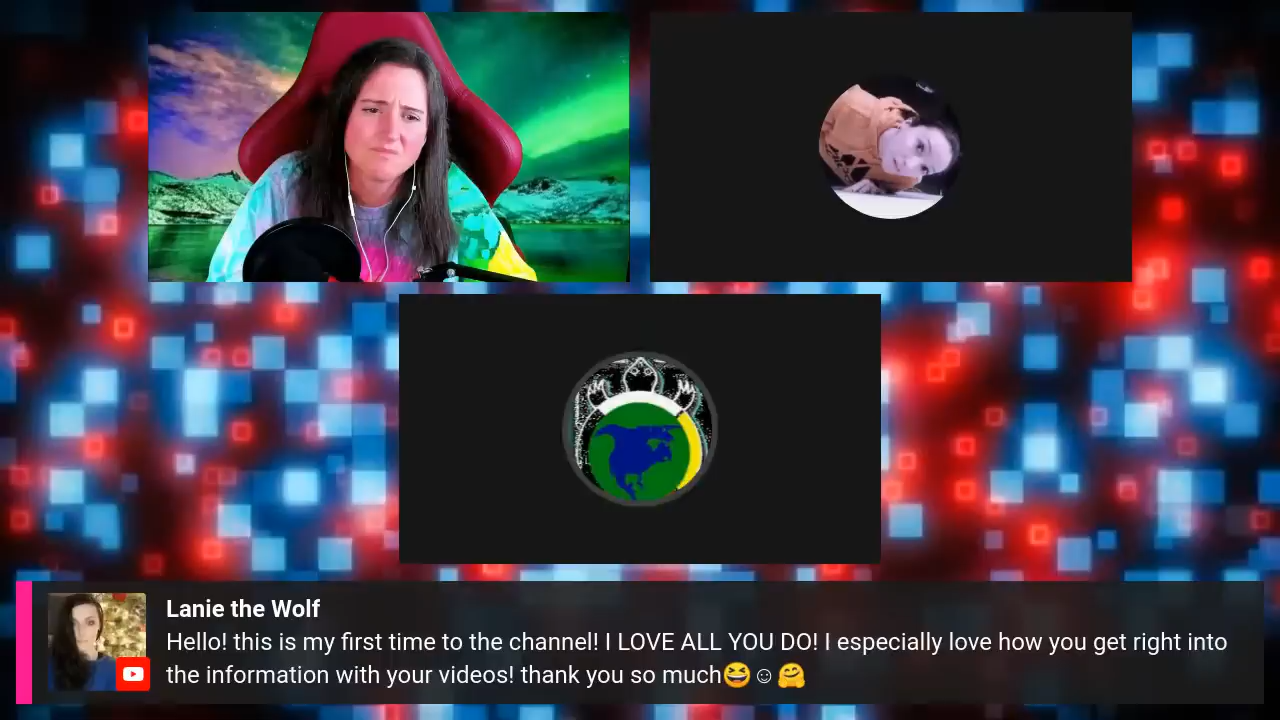 Lanie the Wolf
Hello! this is my first time to the channel! I LOVE ALL YOU DO! I especially love how you get right into
the information with your videos! thank you so much😆☺🤗